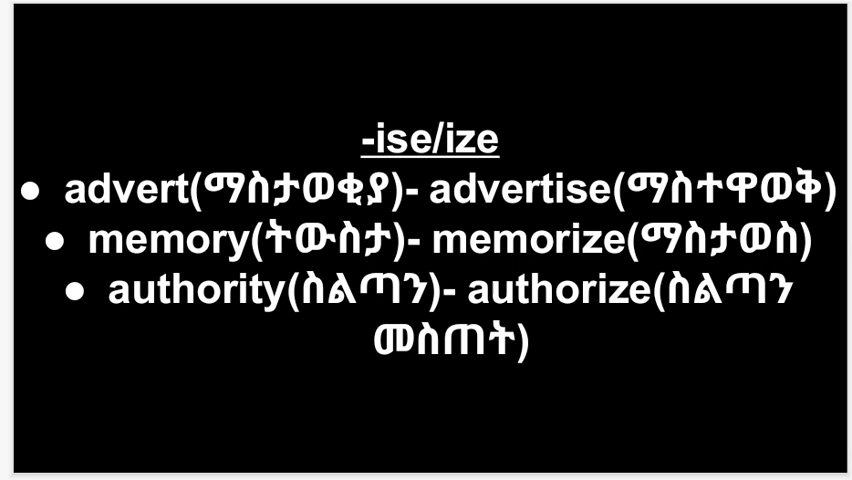 -ise/ize
● advert(ማስታወቂያ)- advertise(ማስተዋወቅ)
● memory(ትውስታ)- memorize(ማስታወስ)
● authority(ስልጣን)- authorize(ስልጣን
መስጠት)